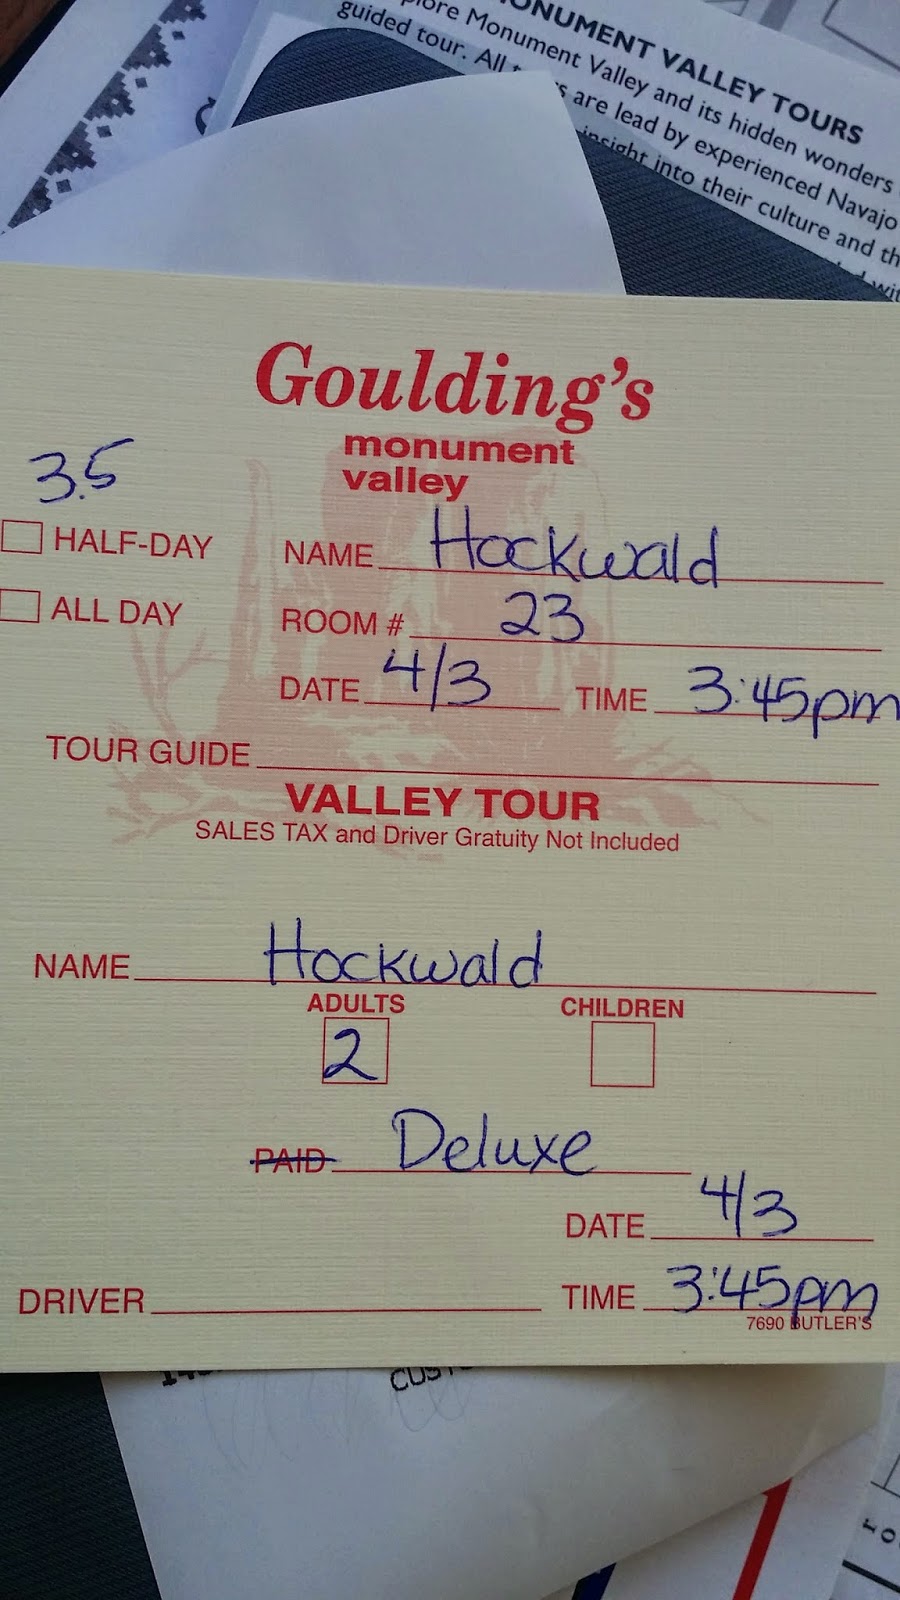 ONUMENT VALLEY TOURS
plore Monument Valley and its hidden wonders
guided tour. All are lead by experienced Navajo
insight into their culture and th
wit
Goulding's
monument
valley
3.5
HALF-DAY NAME Hockwald
ALL DAY ROOM # 23
DATE 4/3 TIME 3:45pm
TOUR GUIDE
VALLEY TOUR
SALES TAX and Driver Gratuity Not Included
NAME Hockwald
ADULTS CHILDREN
2
PAID Deluxe
DATE 4/3
DRIVER TIME 3:45pm
7690 BUTLER'S
CUST